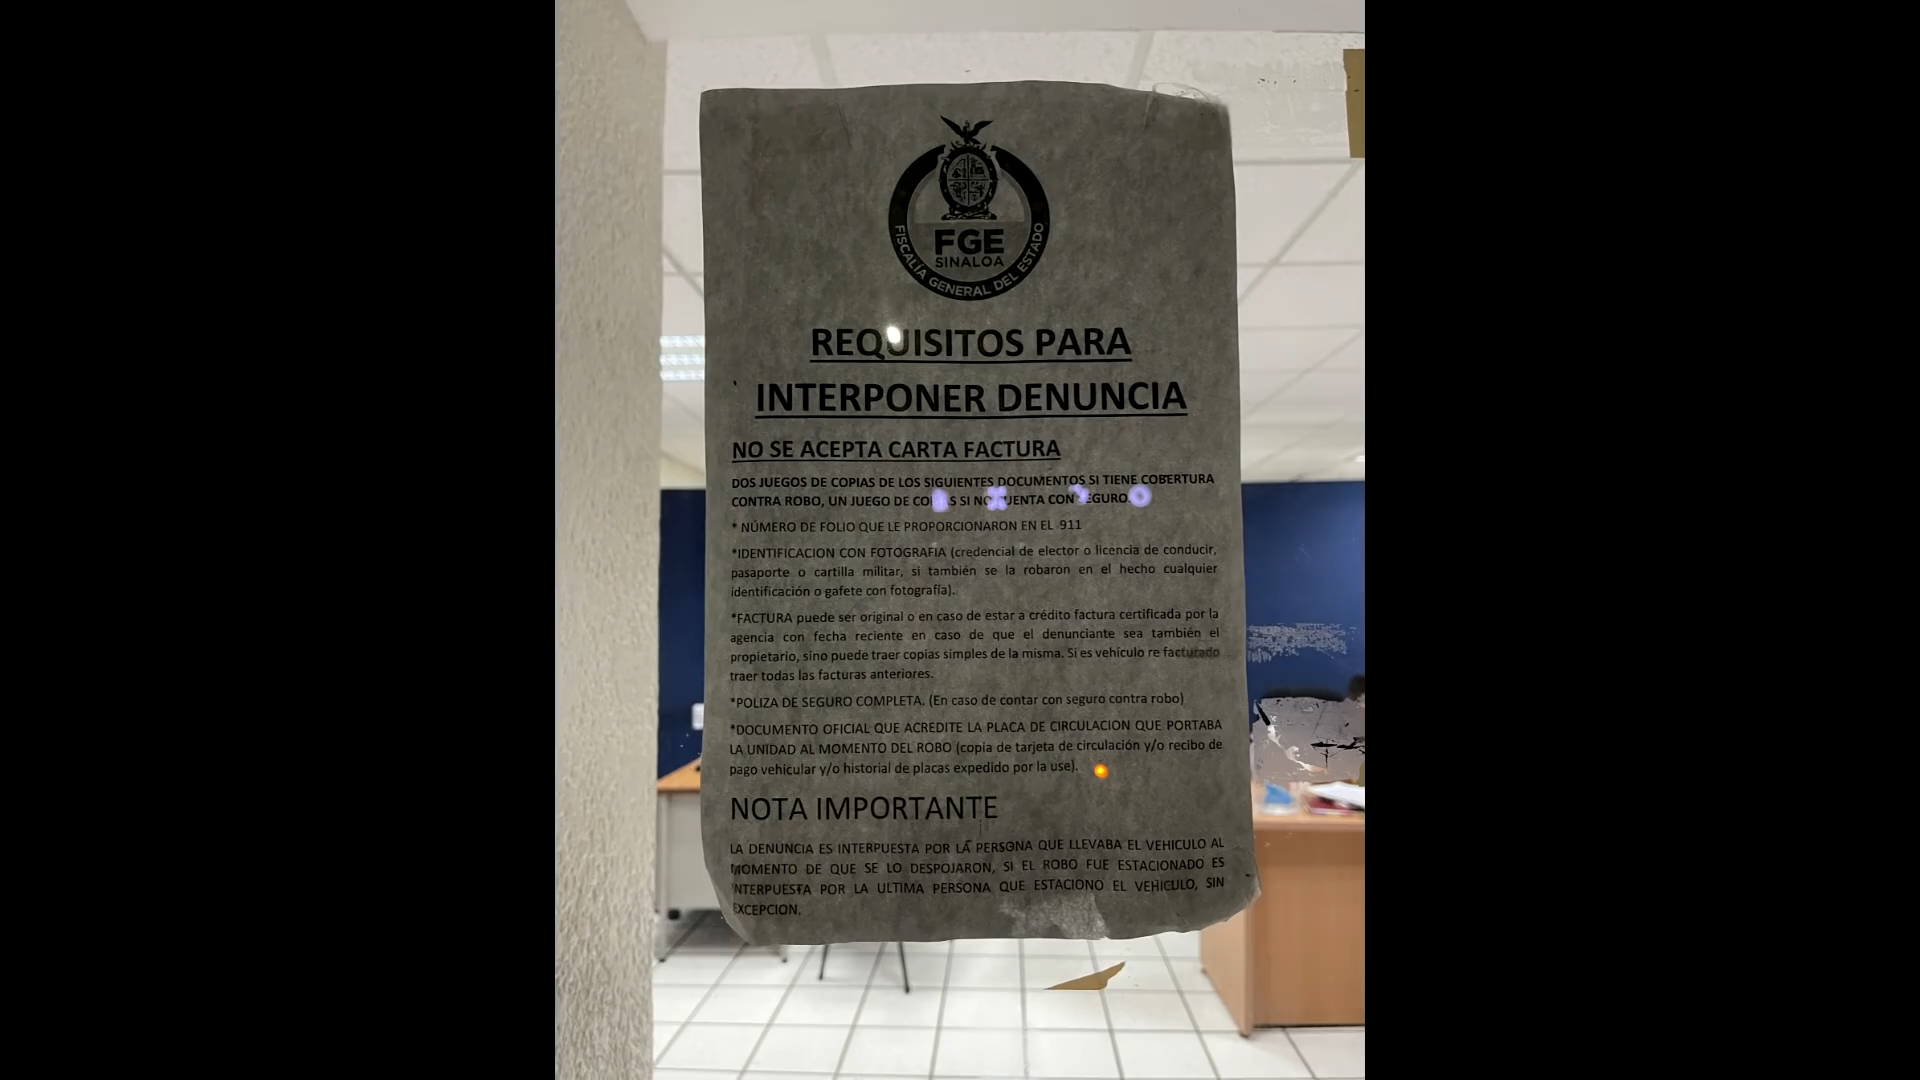 FGE
SINALOA
FISCALÍA GENERAL DEL ESTADO
REQUISITOS PARA
INTERPONER DENUNCIA
NO SE ACEPTA CARTA FACTURA
DOS JUEGOS DE COPIAS DE LOS SIGUIENTES DOCUMENTOS SI TIENE COBERTURA
CONTRA ROBO, UN JUEGO DE COPIAS SI NO CUENTA CON SEGURO.
* NÚMERO DE FOLIO QUE LE PROPORCIONARON EN EL 911
*IDENTIFICACION CON FOTOGRAFIA (credencial de elector o licencia de conducir,
pasaporte o cartilla militar, si también se la robaron en el hecho cualquier
identificación o gafete con fotografía).
*FACTURA puede ser original o en caso de estar a crédito factura certificada por la
agencia con fecha reciente en caso de que el denunciante sea también el
propietario, sino puede traer copias simples de la misma. Si es vehículo re facturado
traer todas las facturas anteriores.
*POLIZA DE SEGURO COMPLETA. (En caso de contar con seguro contra robo)
*DOCUMENTO OFICIAL QUE ACREDITE LA PLACA DE CIRCULACION QUE PORTABA
LA UNIDAD AL MOMENTO DEL ROBO (copia de tarjeta de circulación y/o recibo de
pago vehicular y/o historial de placas expedido por la use).
NOTA IMPORTANTE
LA DENUNCIA ES INTERPUESTA POR LA PERSONA QUE LLEVABA EL VEHICULO AL
MOMENTO DE QUE SE LO DESPOJARON, SI EL ROBO FUE ESTACIONADO ES
INTERPUESTA POR LA ULTIMA PERSONA QUE ESTACIONO EL VEHICULO, SIN
EXCEPCION.